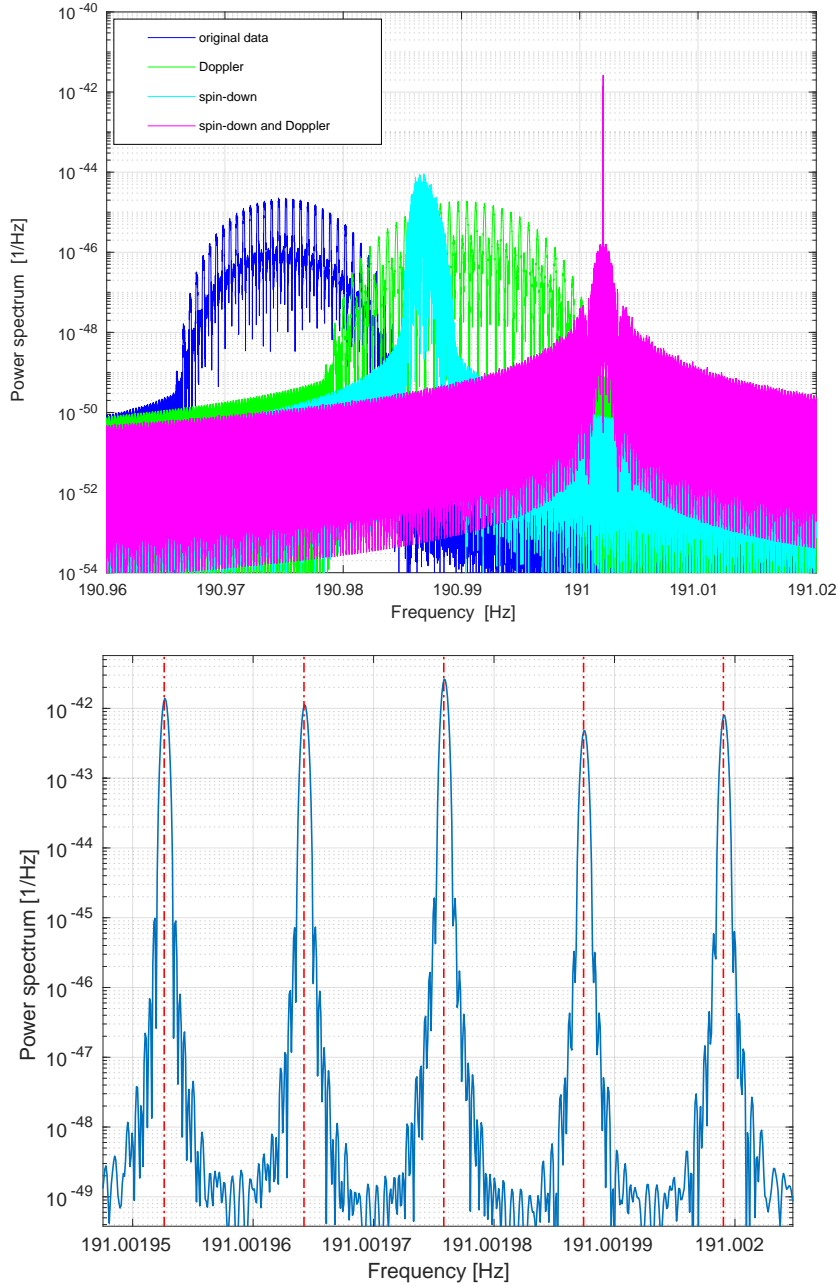 10^-40
10^-42
10^-44
10^-46
10^-48
10^-50
10^-52
10^-54
Power spectrum [1/Hz]
original data
Doppler
spin-down
spin-down and Doppler
190.96 190.97 190.98 190.99 191 191.01 191.02
Frequency [Hz]
10^-42
10^-43
10^-44
10^-45
10^-46
10^-47
10^-48
10^-49
Power spectrum [1/Hz]
191.00195 191.00196 191.00197 191.00198 191.00199 191.002
Frequency [Hz]